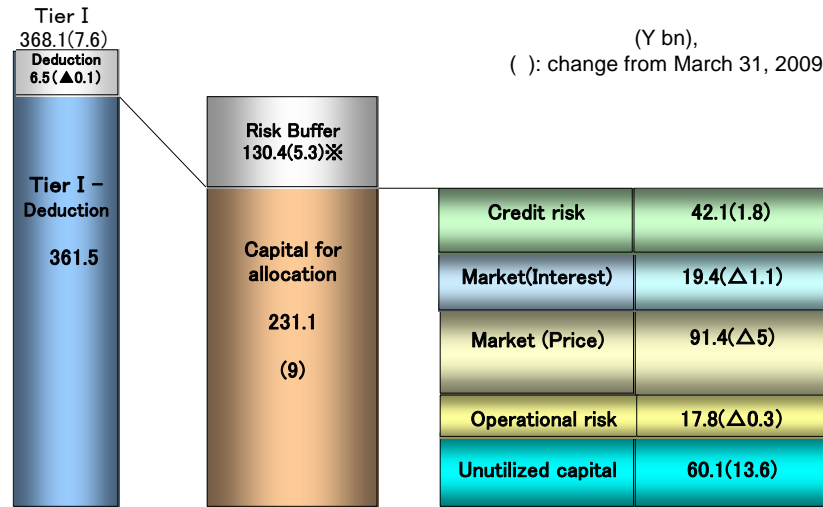 Tier I
368.1(7.6)
(Y bn),
( ): change from March 31, 2009
Deduction
6.5(▲0.1)
Risk Buffer
130.4(5.3)※
Tier I −
Deduction
361.5
Capital for
allocation
231.1
(9)
Credit risk 42.1(1.8)
Market(Interest) 19.4(△1.1)
Market (Price) 91.4(△5)
Operational risk 17.8(△0.3)
Unutilized capital 60.1(13.6)